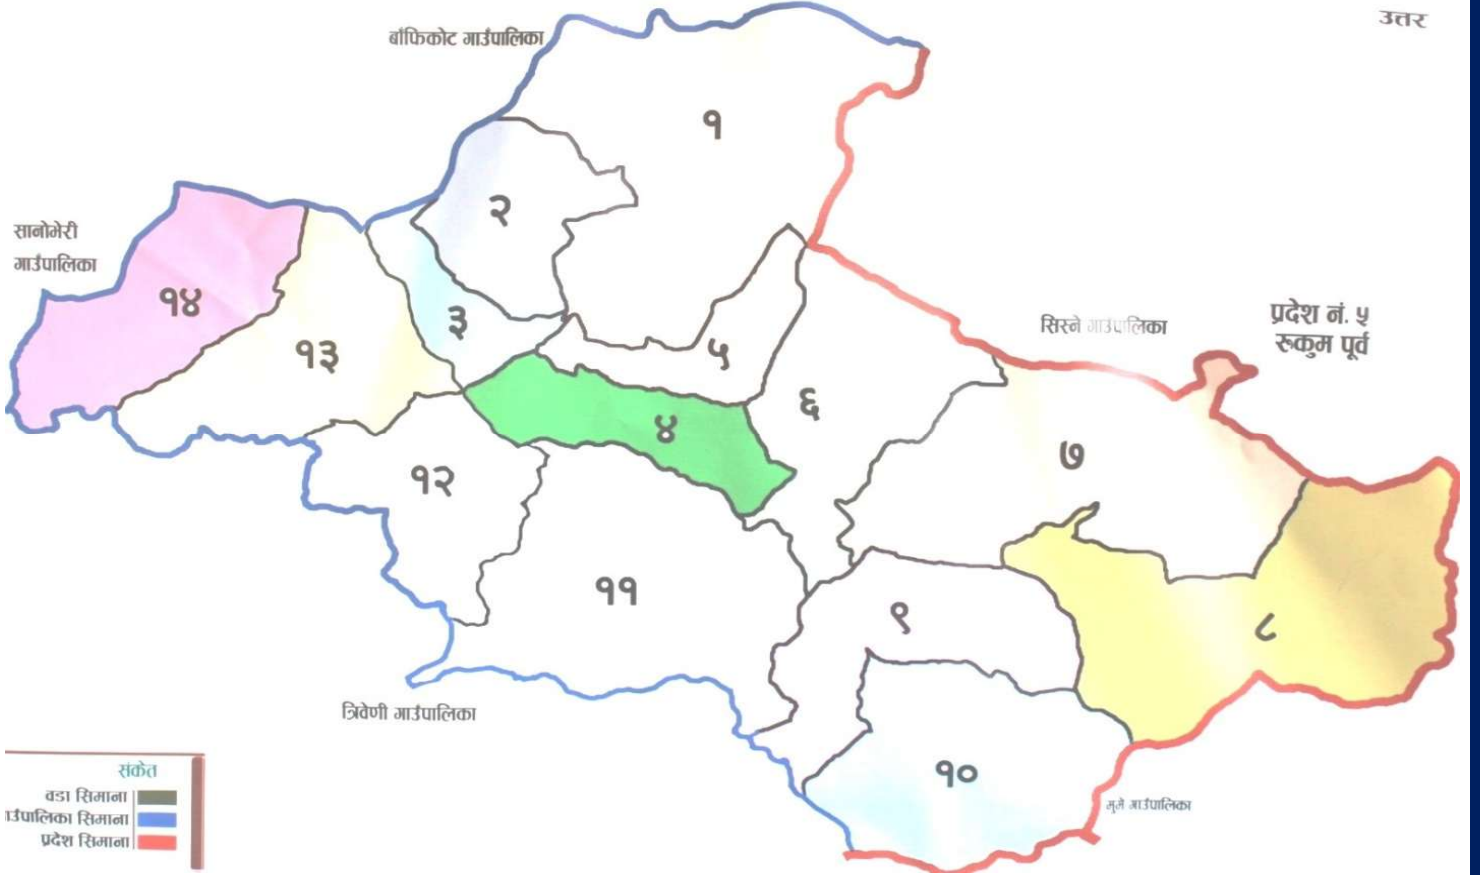 उत्तर
बाँफिकोट गाउँपालिका
१
२
सानोभेरी
गाउँपालिका
१४
३
१३
५
सिस्ने गाउँपालिका
प्रदेश नं. ५
रुकुम पूर्व
६
४
७
१२
११
९
८
त्रिवेणी गाउँपालिका
१०
भुमे गाउँपालिका
संकेत
वडा सिमाना
गाउँपालिका सिमाना
प्रदेश सिमाना